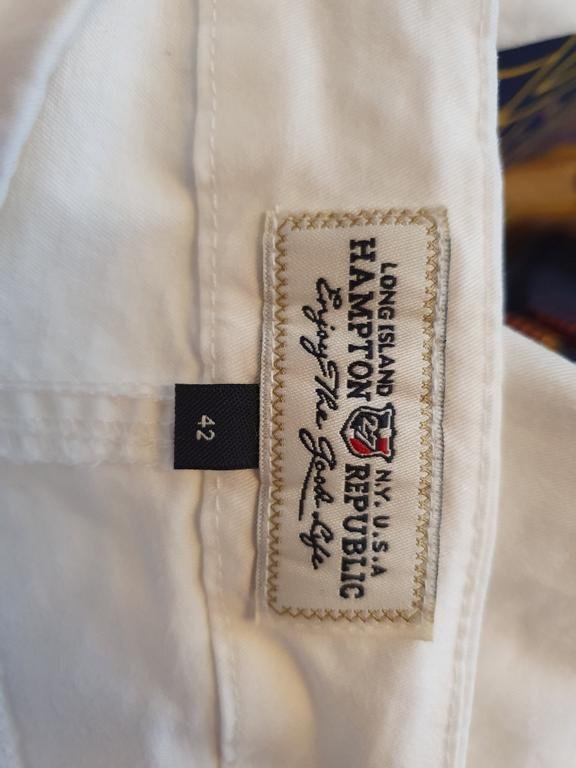 LONG ISLAND N.Y. U.S.A
HAMPTON REPUBLIC
Enjoy The Good Life
42